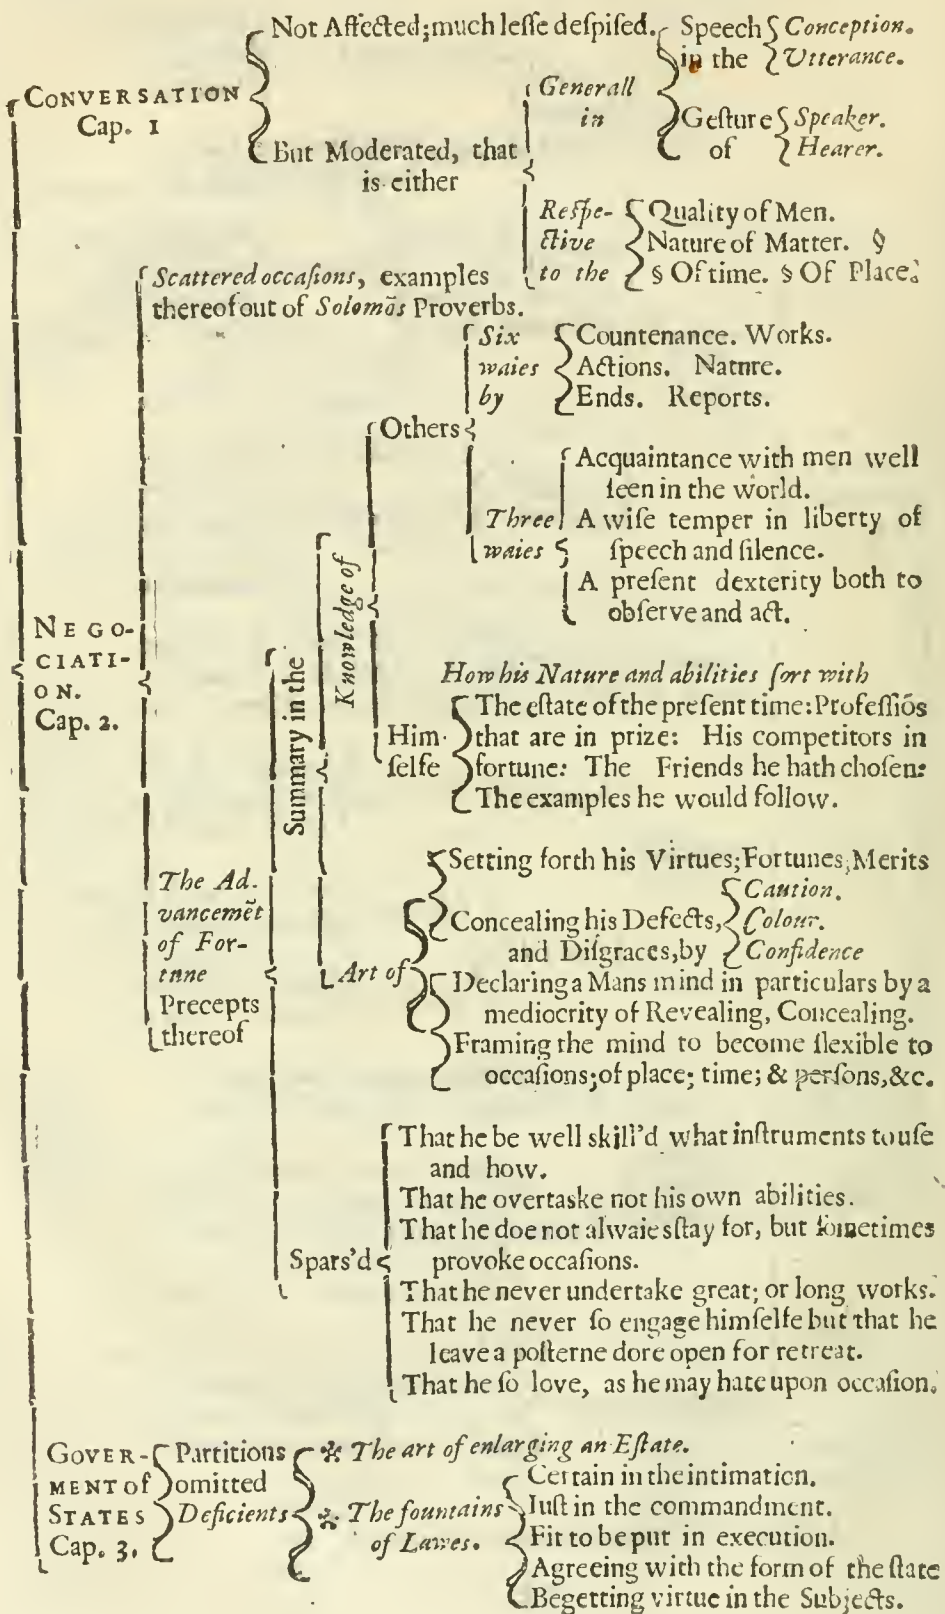 Not Affected; much leſſe deſpiſed.
CONVERSATION
Cap. 1
But Moderated, that
is either
Generall
in
Speech
in the
Conception.
Utterance.
Geſture
of
Speaker.
Hearer.
Reſpe-
ctive
to the
Quality of Men.
Nature of Matter. §
§ Of time. § Of Place.
NEGO-
CIATI-
ON.
Cap. 2.
Scattered occaſions, examples
thereof out of Solomōs Proverbs.
The Ad-
vancemēt
of For-
tune
Precepts
thereof
Summary in the
Knowledge of
Others
Six
waies
by
Countenance. Works.
Actions. Nature.
Ends. Reports.
Three
waies
Acquaintance with men well
ſeen in the world.
A wiſe temper in liberty of
ſpeech and ſilence.
A preſent dexterity both to
obſerve and act.
Him-
ſelfe
How his Nature and abilities ſort with
The eſtate of the preſent time: Profeſſiōs
that are in prize: His competitors in
fortune: The Friends he hath choſen:
The examples he would follow.
Art of
Setting forth his Virtues; Fortunes; Merits
Concealing his Defects,
and Diſgraces, by
Caution.
Colour.
Confidence
Declaring a Mans mind in particulars by a
mediocrity of Revealing, Concealing.
Framing the mind to become flexible to
occaſions; of place; time; & perſons, &c.
Spars'd
That he be well skill'd what inſtruments to uſe
and how.
That he overtaske not his own abilities.
That he doe not alwaies ſtay for, but ſometimes
provoke occaſions.
That he never undertake great; or long works.
That he never ſo engage himſelfe but that he
leave a poſterne dore open for retreat.
That he ſo love, as he may hate upon occaſion.
GOVER-
MENT of
STATES
Cap. 3.
Partitions
omitted
Deficients
* The art of enlarging an Eſtate.
* The fountains
of Lawes.
Certain in the intimation.
Iuſt in the commandment.
Fit to be put in execution.
Agreeing with the form of the ſtate
Begetting virtue in the Subjects.